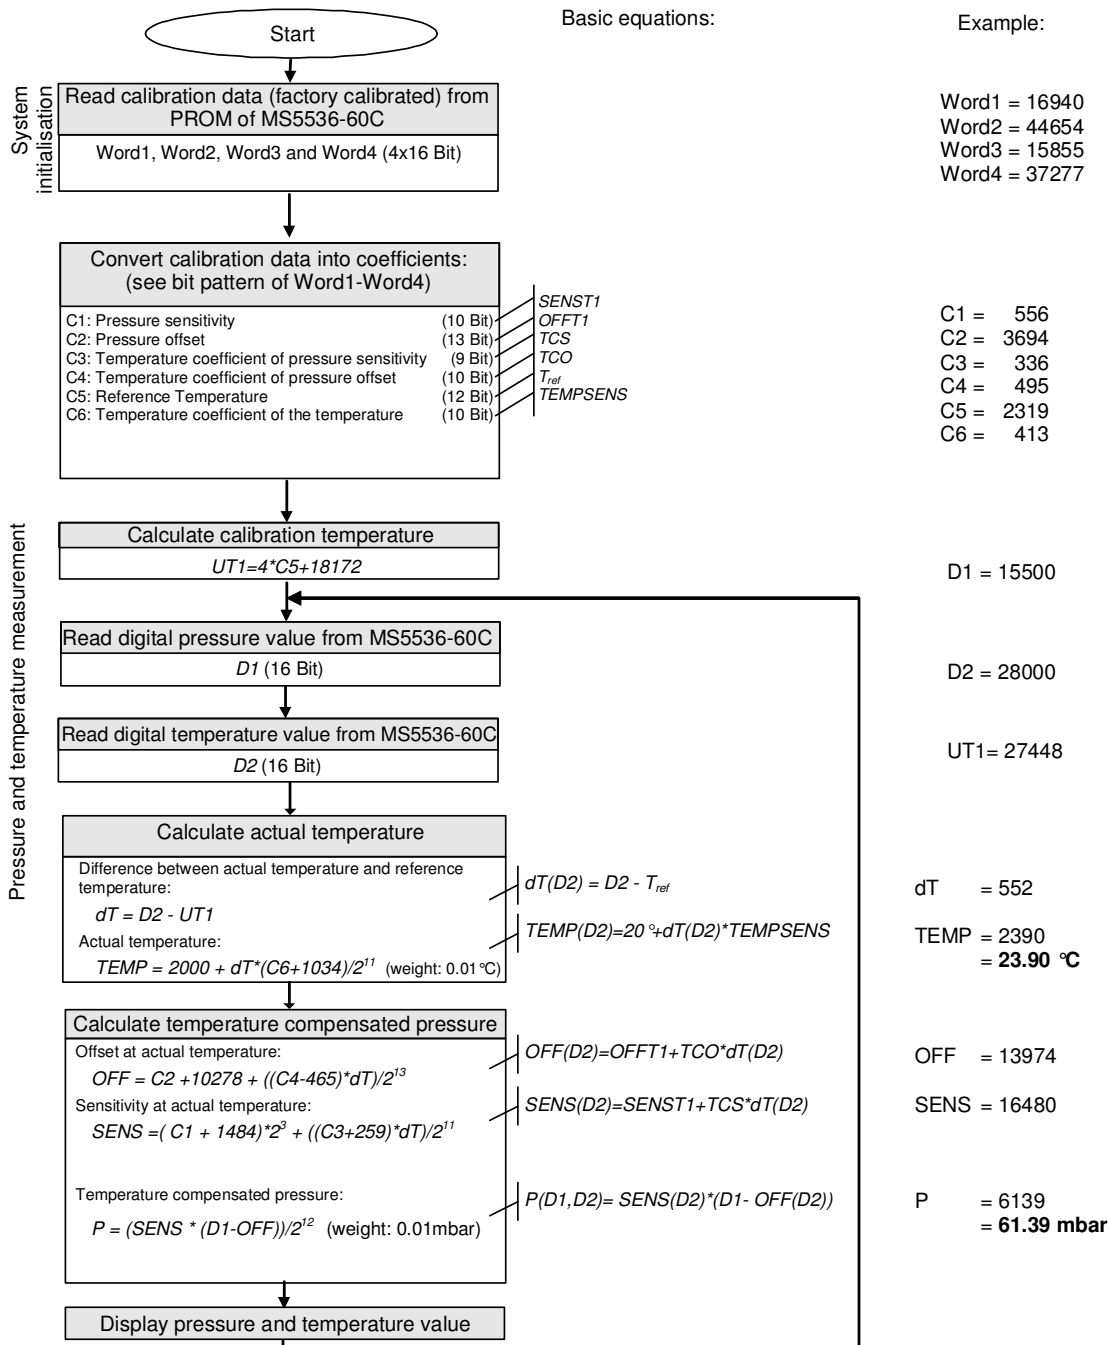 Basic equations:
Example:
Start
System
initialisation
Read calibration data (factory calibrated) from
PROM of MS5536-60C
Word1, Word2, Word3 and Word4 (4x16 Bit)
Word1 = 16940
Word2 = 44654
Word3 = 15855
Word4 = 37277
Convert calibration data into coefficients:
(see bit pattern of Word1-Word4)
C1: Pressure sensitivity (10 Bit)
C2: Pressure offset (13 Bit)
C3: Temperature coefficient of pressure sensitivity (9 Bit)
C4: Temperature coefficient of pressure offset (10 Bit)
C5: Reference Temperature (12 Bit)
C6: Temperature coefficient of the temperature (10 Bit)
SENST1
OFFT1
TCS
TCO
Tref
TEMPSENS
C1 = 556
C2 = 3694
C3 = 336
C4 = 495
C5 = 2319
C6 = 413
Pressure and temperature measurement
Calculate calibration temperature
UT1=4*C5+18172
D1 = 15500
Read digital pressure value from MS5536-60C
D1 (16 Bit)
D2 = 28000
Read digital temperature value from MS5536-60C
D2 (16 Bit)
UT1= 27448
Calculate actual temperature
Difference between actual temperature and reference
temperature:
dT = D2 - UT1
dT(D2) = D2 - Tref
dT = 552
Actual temperature:
TEMP = 2000 + dT*(C6+1034)/2^11 (weight: 0.01°C)
TEMP(D2)=20°+dT(D2)*TEMPSENS
TEMP = 2390
= 23.90 °C
Calculate temperature compensated pressure
Offset at actual temperature:
OFF = C2 +10278 + ((C4-465)*dT)/2^13
OFF(D2)=OFFT1+TCO*dT(D2)
OFF = 13974
Sensitivity at actual temperature:
SENS =( C1 + 1484)*2^3 + ((C3+259)*dT)/2^11
SENS(D2)=SENST1+TCS*dT(D2)
SENS = 16480
Temperature compensated pressure:
P = (SENS * (D1-OFF))/2^12 (weight: 0.01mbar)
P(D1,D2)= SENS(D2)*(D1- OFF(D2))
P = 6139
= 61.39 mbar
Display pressure and temperature value